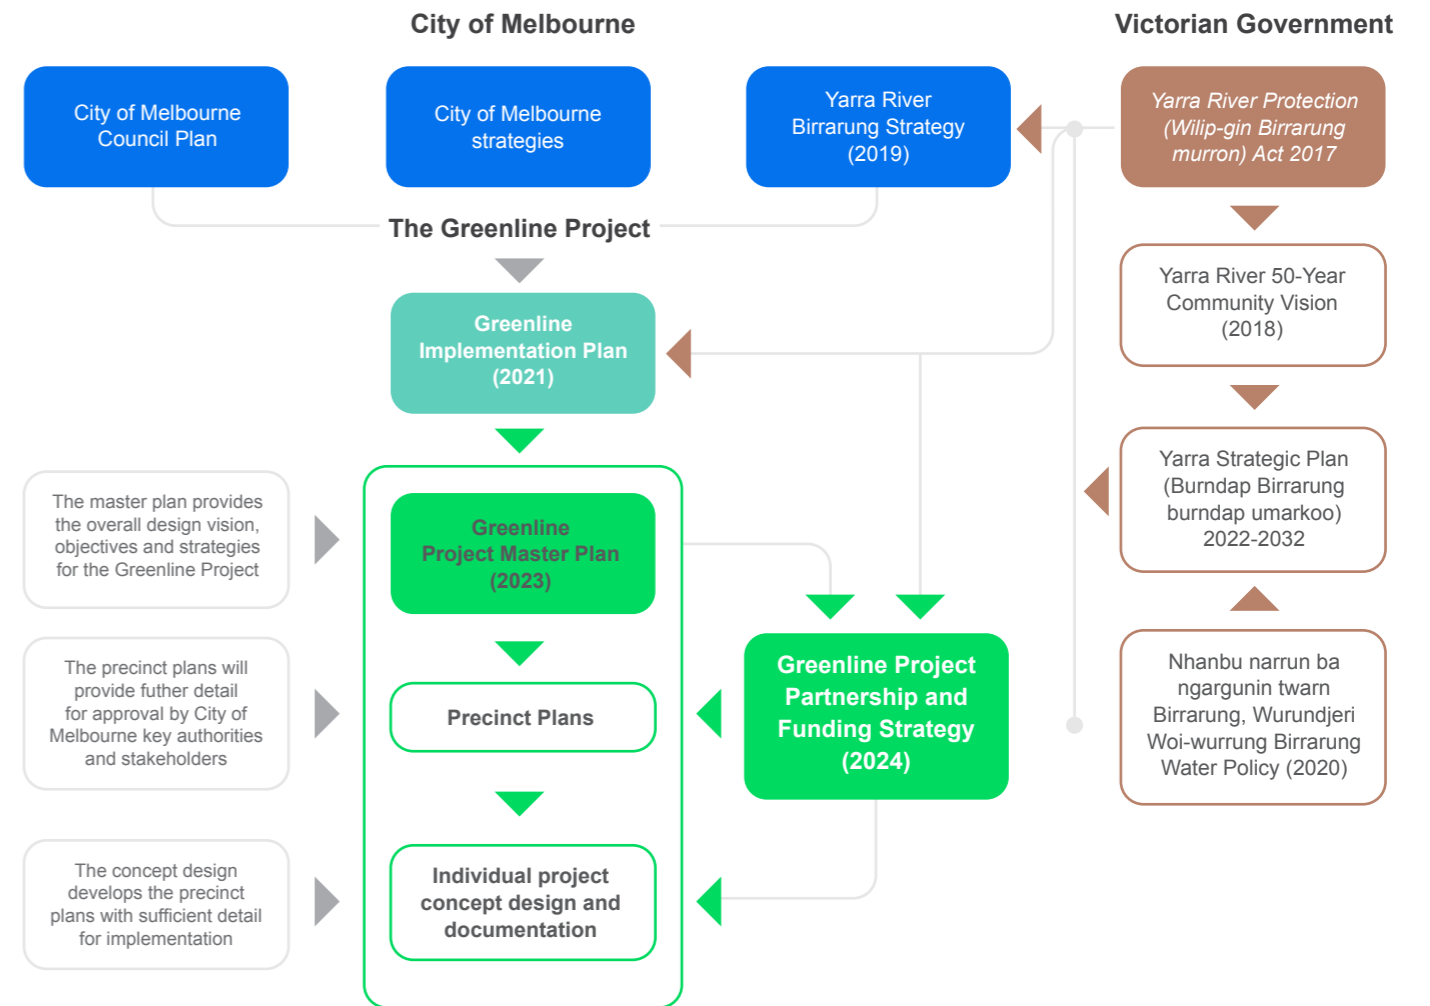 City of Melbourne
Victorian Government
City of Melbourne
Council Plan
City of Melbourne
strategies
Yarra River
Birrarung Strategy
(2019)
Yarra River Protection
(Wilip-gin Birrarung
murron) Act 2017
The Greenline Project
Yarra River 50-Year
Community Vision
(2018)
Greenline
Implementation Plan
(2021)
Yarra Strategic Plan
(Burndap Birrarung
burndap umarkoo)
2022-2032
The master plan provides
the overall design vision,
objectives and strategies
for the Greenline Project
Greenline
Project Master Plan
(2023)
The precinct plans will
provide futher detail
for approval by City of
Melbourne key authorities
and stakeholders
Precinct Plans
Greenline Project
Partnership and
Funding Strategy
(2024)
Nhanbu narrun ba
ngargunin twarn
Birrarung, Wurundjeri
Woi-wurrung Birrarung
Water Policy (2020)
The concept design
develops the precinct
plans with sufficient detail
for implementation
Individual project
concept design and
documentation